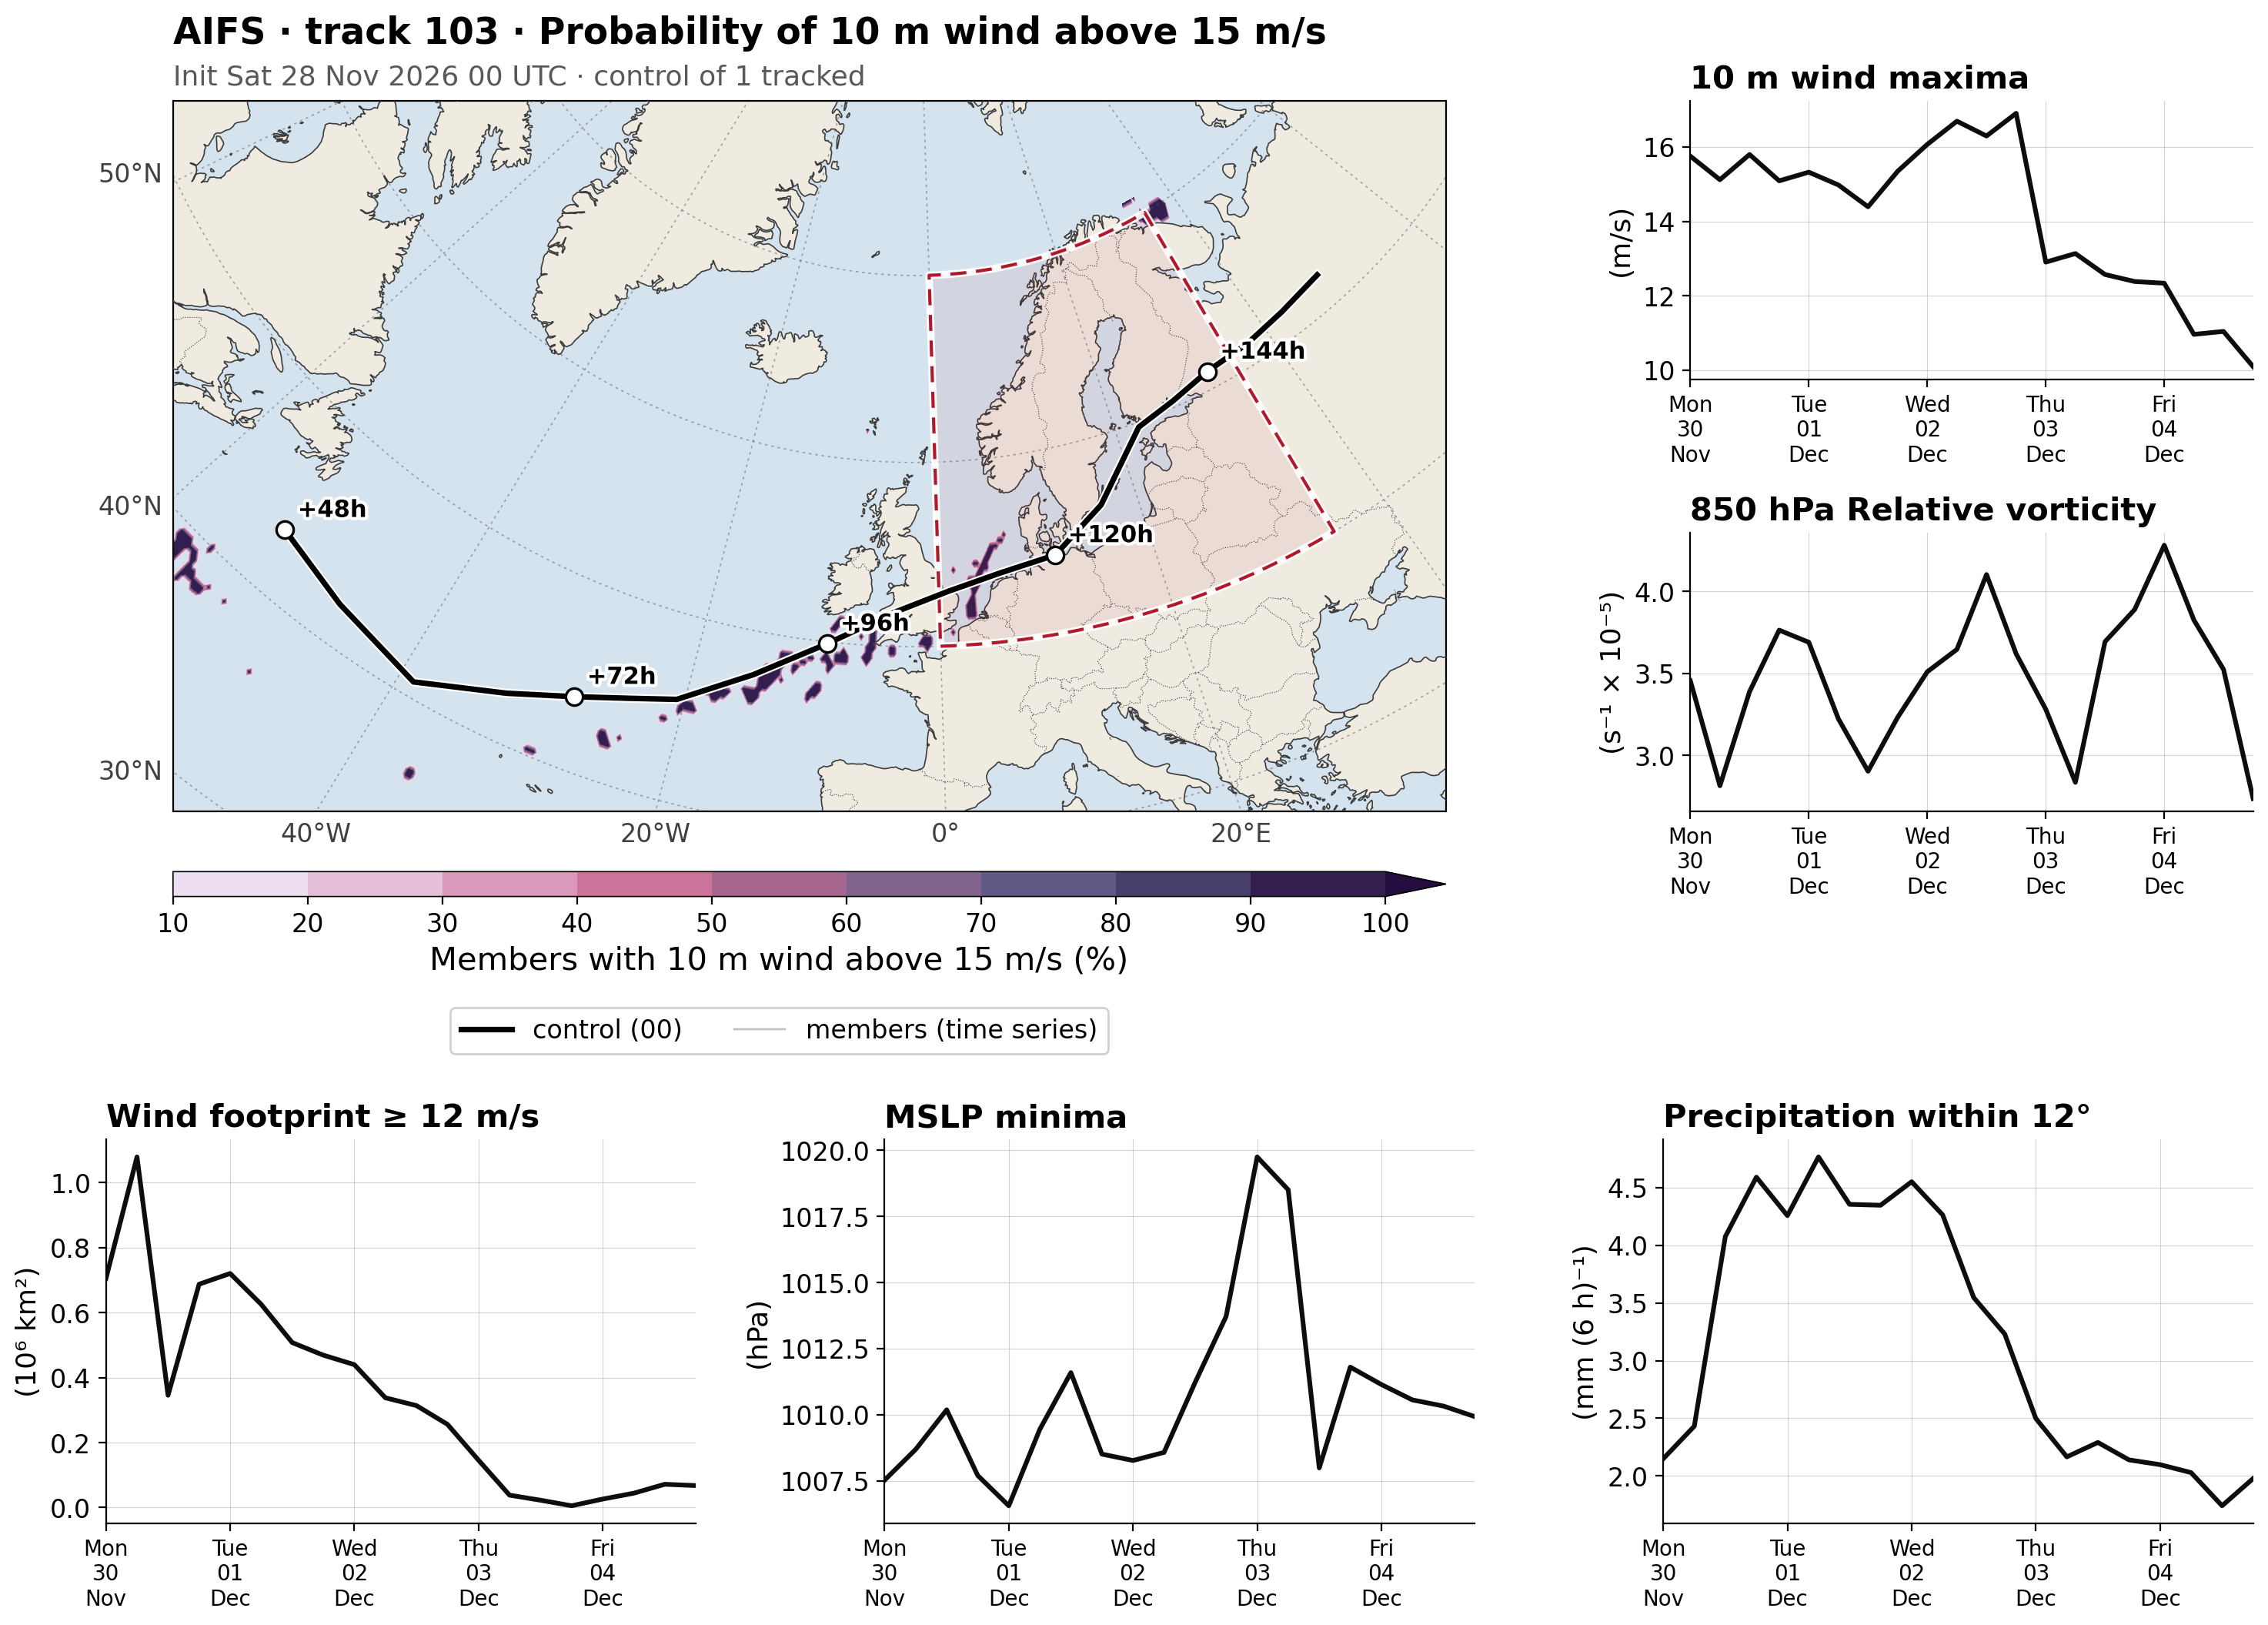 AIFS · track 103 · Probability of 10 m wind above 15 m/s
Init Sat 28 Nov 2026 00 UTC · control of 1 tracked
50°N
40°N
30°N
40°W
20°W
0°
20°E
+48h
+72h
+96h
+120h
+144h
10 20 30 40 50 60 70 80 90 100
Members with 10 m wind above 15 m/s (%)
control (00)
members (time series)
10 m wind maxima
(m/s)
16
14
12
10
Mon Tue Wed Thu Fri
30 01 02 03 04
Nov Dec Dec Dec Dec
850 hPa Relative vorticity
(s⁻¹ × 10⁻⁵)
4.0
3.5
3.0
Mon Tue Wed Thu Fri
30 01 02 03 04
Nov Dec Dec Dec Dec
Wind footprint ≥ 12 m/s
(10⁶ km²)
1.0
0.8
0.6
0.4
0.2
0.0
Mon Tue Wed Thu Fri
30 01 02 03 04
Nov Dec Dec Dec Dec
MSLP minima
(hPa)
1020.0
1017.5
1015.0
1012.5
1010.0
1007.5
Mon Tue Wed Thu Fri
30 01 02 03 04
Nov Dec Dec Dec Dec
Precipitation within 12°
(mm (6 h)⁻¹)
4.5
4.0
3.5
3.0
2.5
2.0
Mon Tue Wed Thu Fri
30 01 02 03 04
Nov Dec Dec Dec Dec